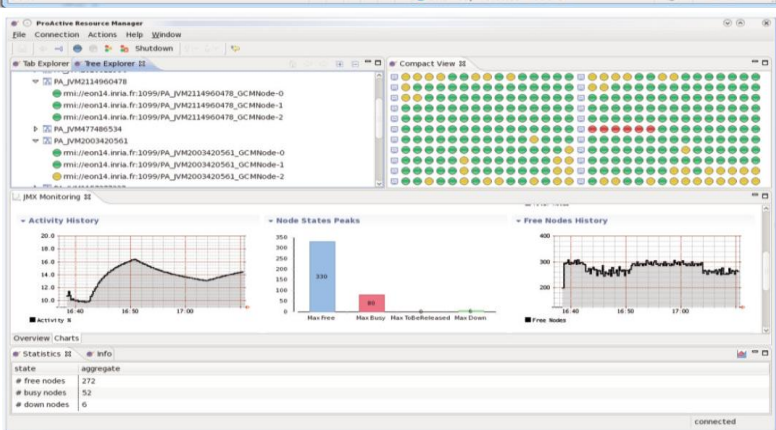 ProActive Resource Manager
File Connection Actions Help Window
Shutdown
Tab Explorer Tree Explorer
Compact View
PA_JVM2114960478
rmi://eon14.inria.fr:1099/PA_JVM2114960478_GCMNode-0
rmi://eon14.inria.fr:1099/PA_JVM2114960478_GCMNode-1
rmi://eon14.inria.fr:1099/PA_JVM2114960478_GCMNode-2
PA_JVM477486534
PA_JVM2003420561
rmi://eon14.inria.fr:1099/PA_JVM2003420561_GCMNode-0
rmi://eon14.inria.fr:1099/PA_JVM2003420561_GCMNode-1
rmi://eon14.inria.fr:1099/PA_JVM2003420561_GCMNode-2
JMX Monitoring
Activity History
20.0
18.0
16.0
14.0
12.0
10.0
16:40 16:50 17:00
Activity %
Node States Peaks
350
300
250
200
150
100
50
0
330
80
Max Free Max Busy Max ToBeReleased Max Down
Free Nodes History
400
300
200
16:40 16:50 17:00
Free Nodes
Overview Charts
Statistics Info
state aggregate
# free nodes 272
# busy nodes 52
# down nodes 6
connected